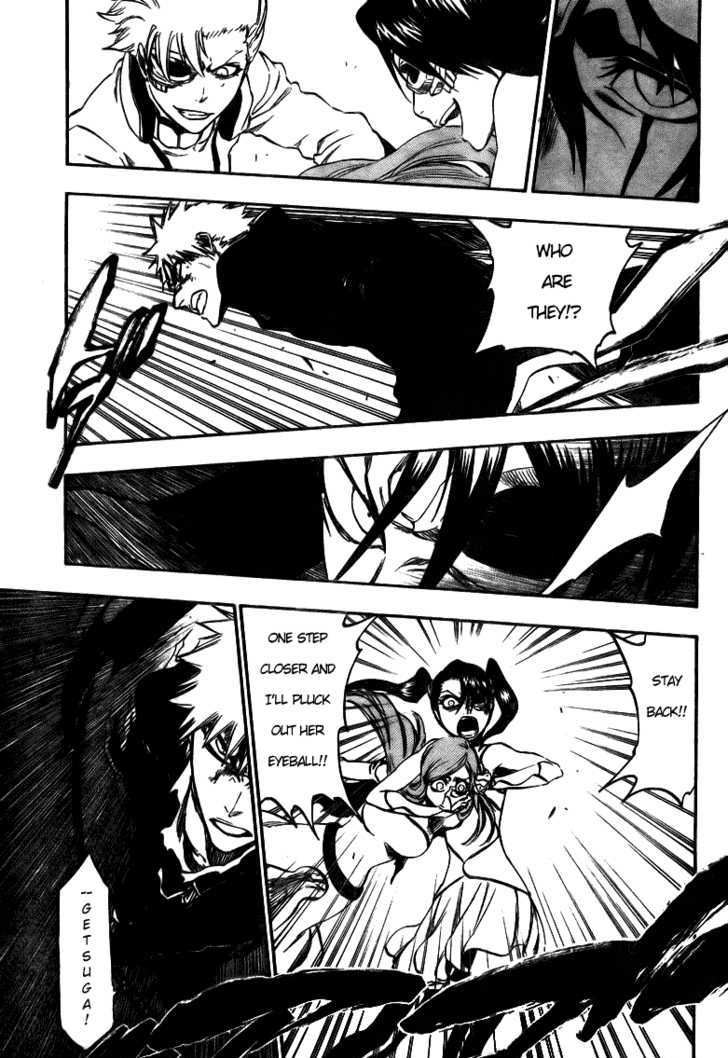 WHO
ARE
THEY!?
STAY
BACK!!
ONE STEP
CLOSER AND
I'LL PLUCK
OUT HER
EYEBALL!!
--GETSUGA!